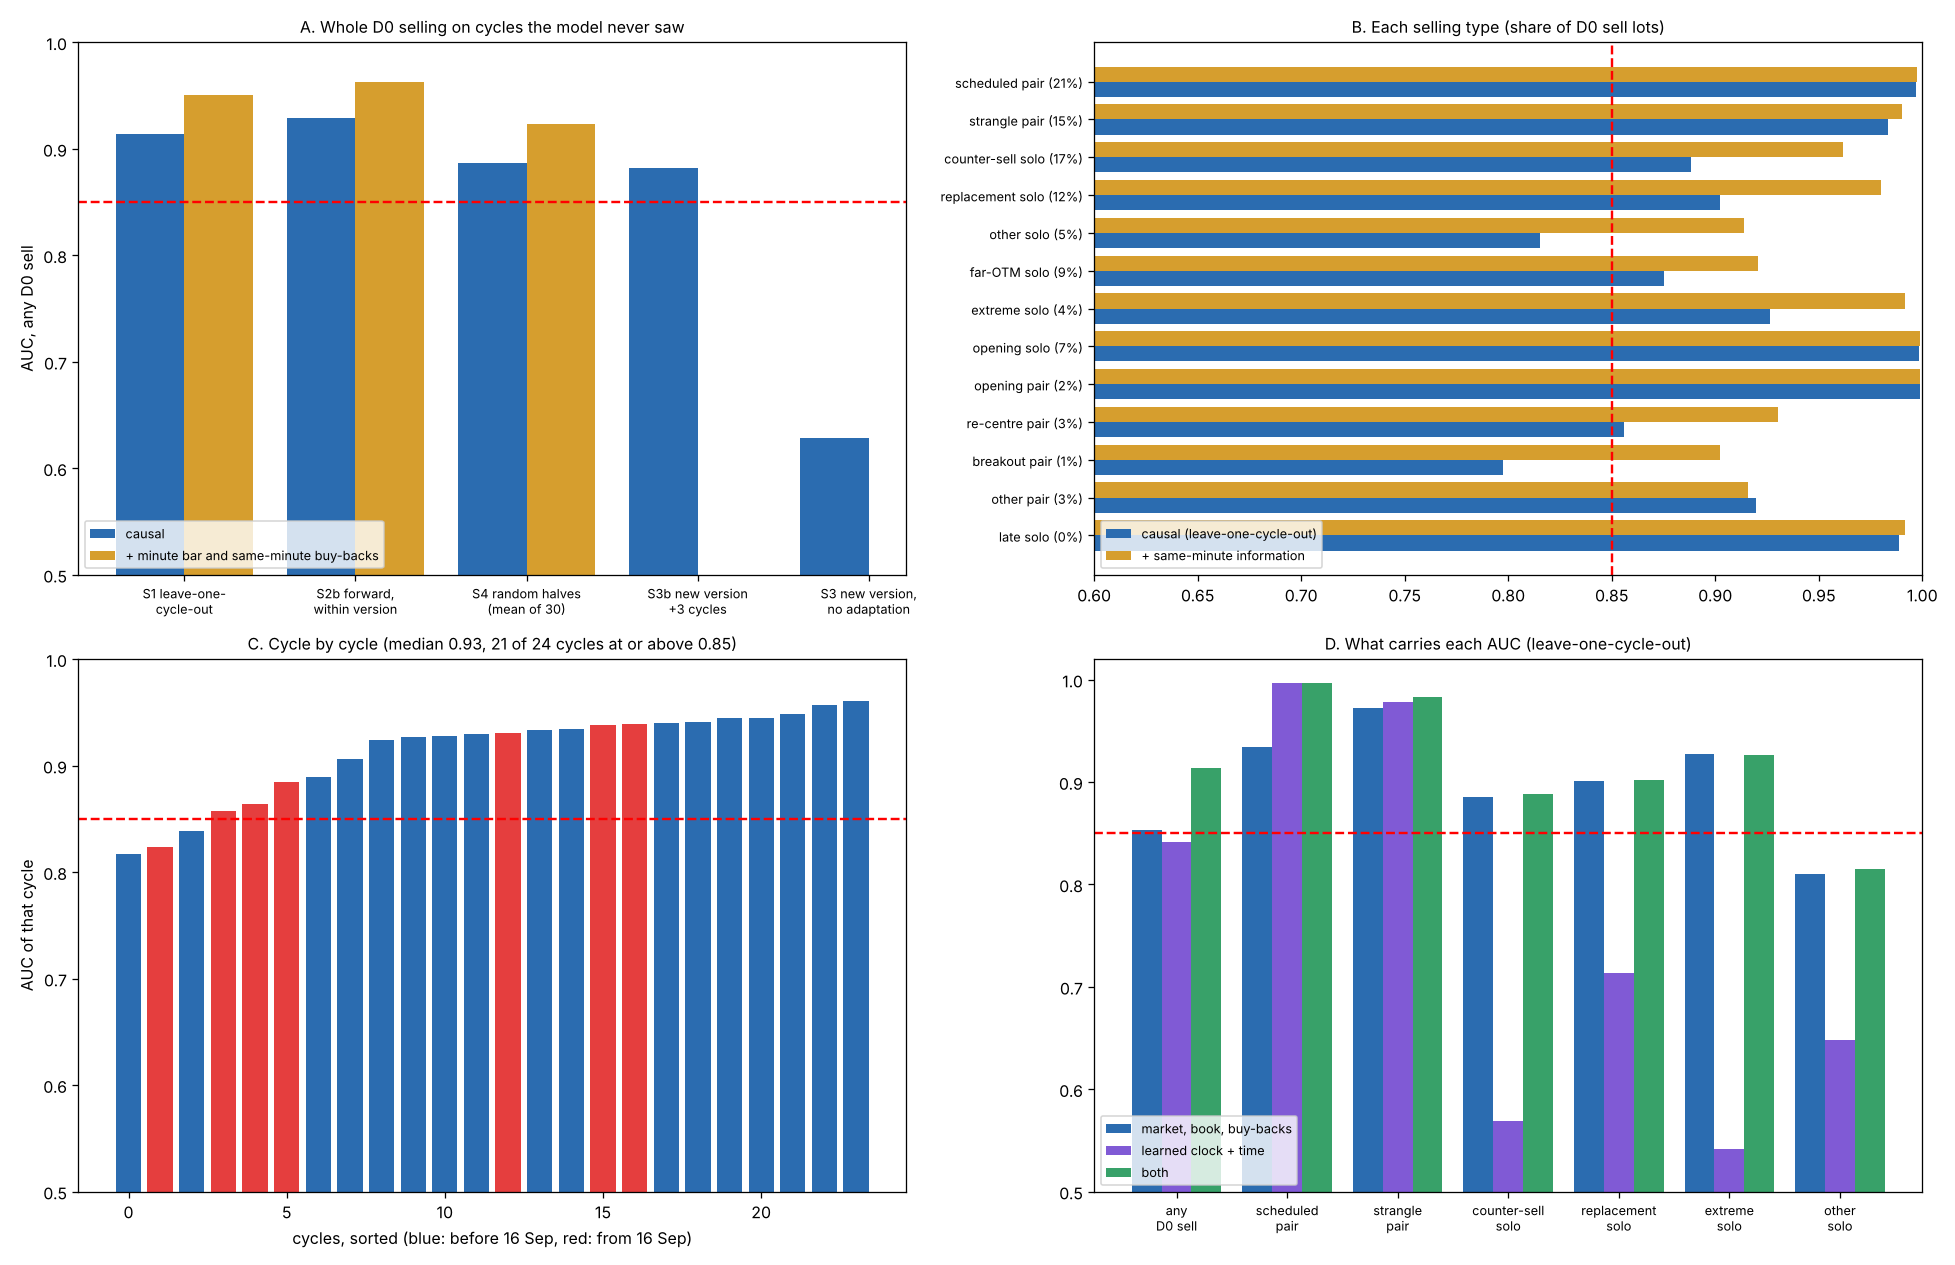 A. Whole D0 selling on cycles the model never saw
AUC, any D0 sell
1.0
0.9
0.8
0.7
0.6
0.5
causal
+ minute bar and same-minute buy-backs
S1 leave-one-
cycle-out
S2b forward,
within version
S4 random halves
(mean of 30)
S3b new version
+3 cycles
S3 new version,
no adaptation
B. Each selling type (share of D0 sell lots)
scheduled pair (21%)
strangle pair (15%)
counter-sell solo (17%)
replacement solo (12%)
other solo (5%)
far-OTM solo (9%)
extreme solo (4%)
opening solo (7%)
opening pair (2%)
re-centre pair (3%)
breakout pair (1%)
other pair (3%)
late solo (0%)
causal (leave-one-cycle-out)
+ same-minute information
0.60
0.65
0.70
0.75
0.80
0.85
0.90
0.95
1.00
C. Cycle by cycle (median 0.93, 21 of 24 cycles at or above 0.85)
AUC of that cycle
1.0
0.9
0.8
0.7
0.6
0.5
0
5
10
15
20
cycles, sorted (blue: before 16 Sep, red: from 16 Sep)
D. What carries each AUC (leave-one-cycle-out)
1.0
0.9
0.8
0.7
0.6
0.5
market, book, buy-backs
learned clock + time
both
any
D0 sell
scheduled
pair
strangle
pair
counter-sell
solo
replacement
solo
extreme
solo
other
solo